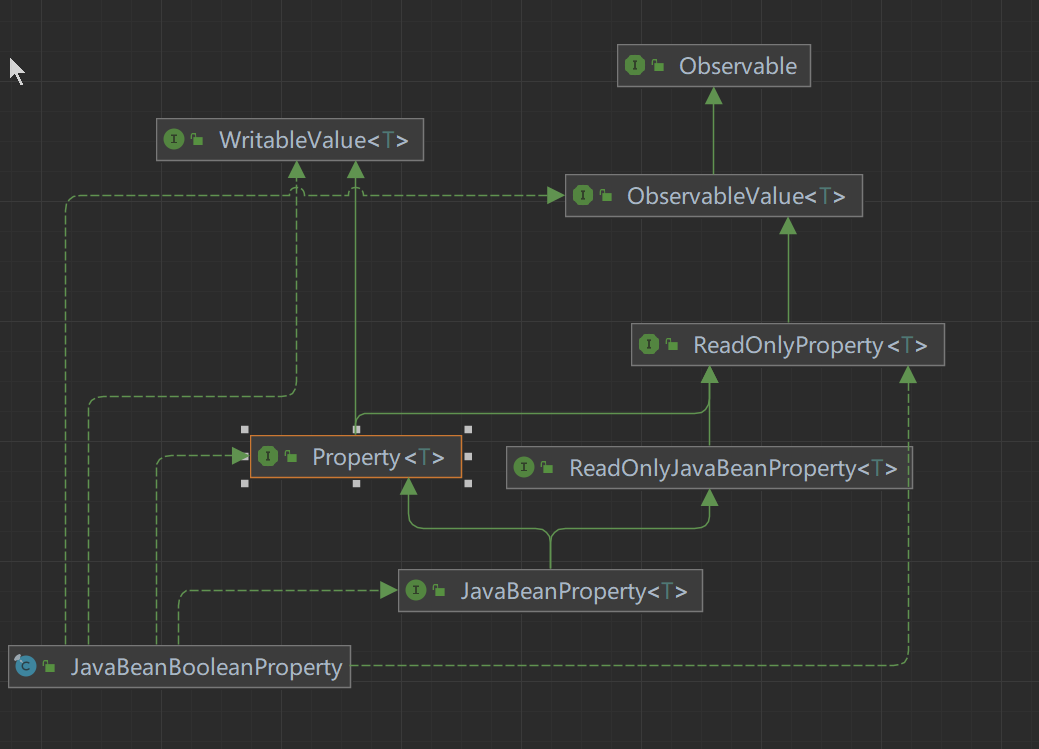 I Observable
I WritableValue<T>
I ObservableValue<T>
I ReadOnlyProperty<T>
I Property<T>
I ReadOnlyJavaBeanProperty<T>
I JavaBeanProperty<T>
C JavaBeanBooleanProperty